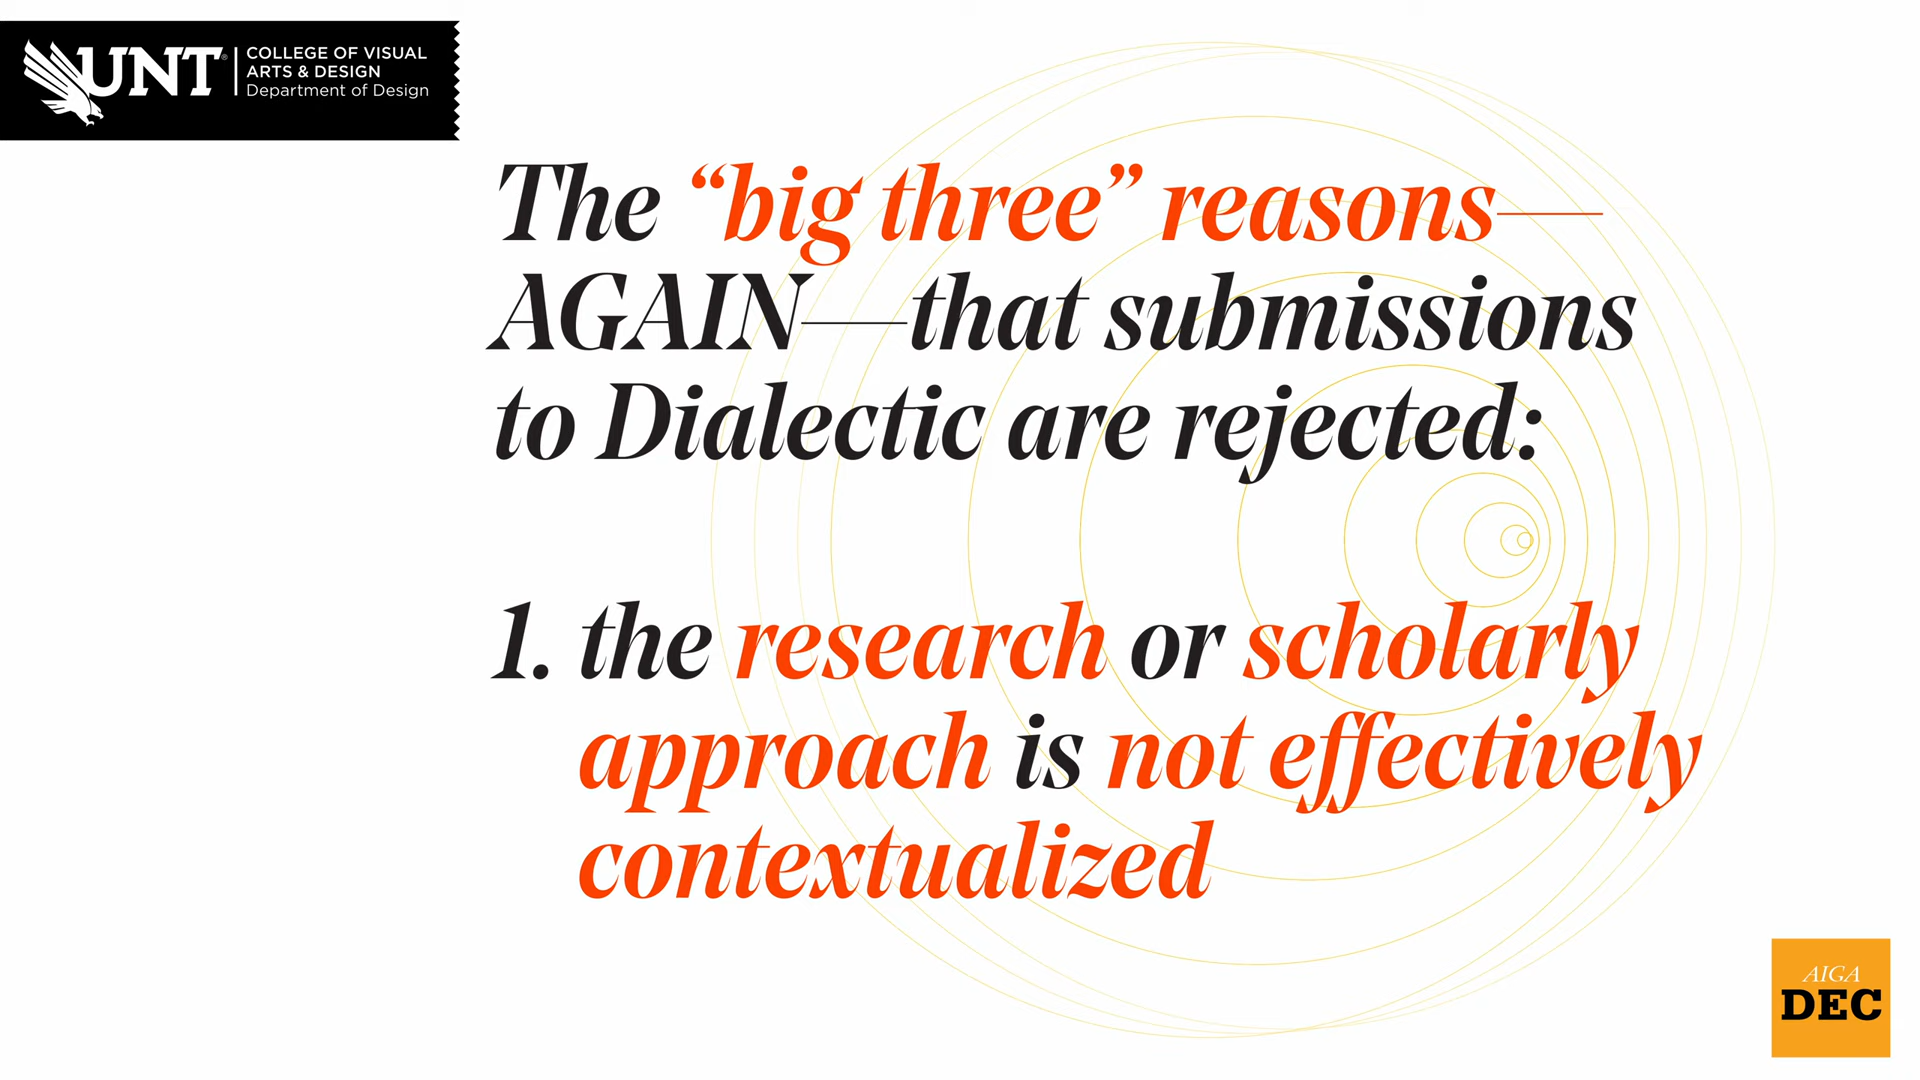 UNT®
COLLEGE OF VISUAL
ARTS & DESIGN
Department of Design
The “big three” reasons—
AGAIN—that submissions
to Dialectic are rejected:
1. the research or scholarly
approach is not effectively
contextualized
AIGA
DEC